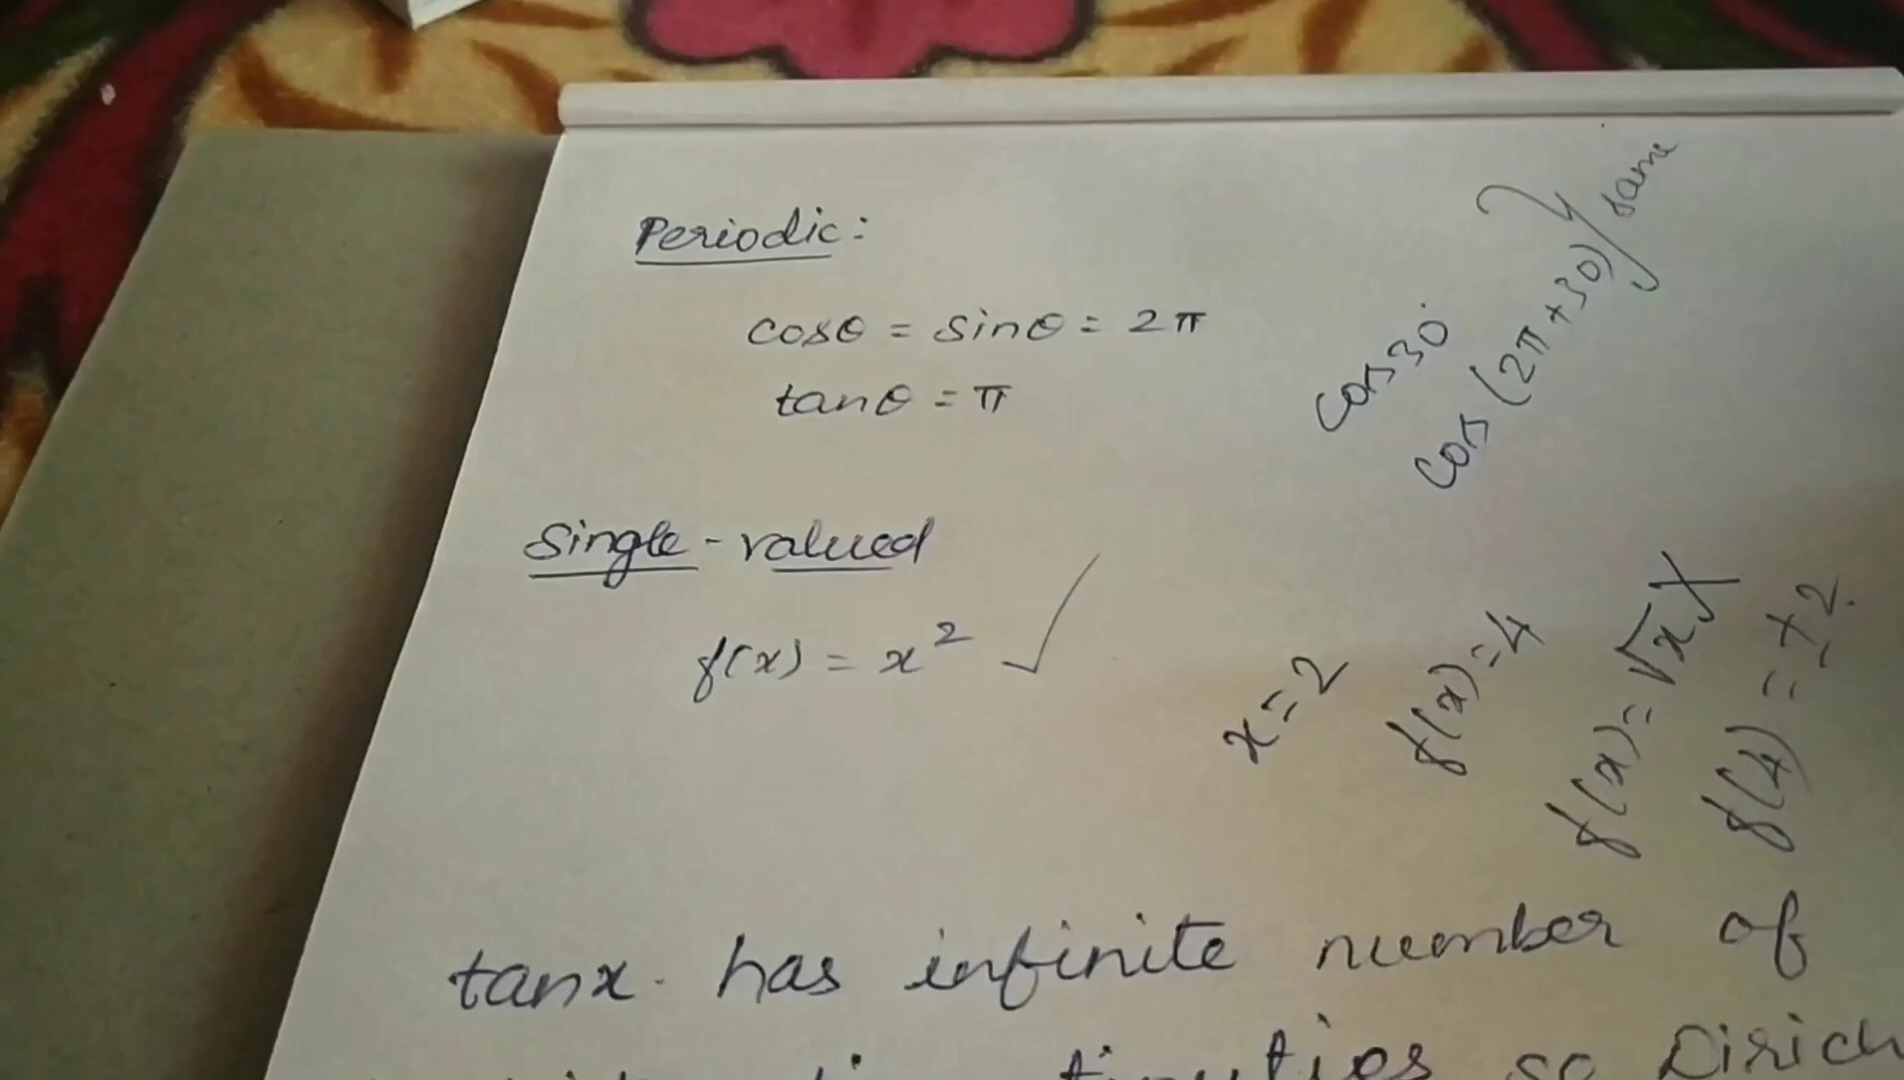 Periodic:
cosθ = sinθ = 2π
tanθ = π
cos30°
cos(2π+30)
same
Single-valued
f(x) = x² ✓
x=2
f(x)=4
f(x)=√x X
f(4)=±2.
tanx. has infinite number of
so Dirich